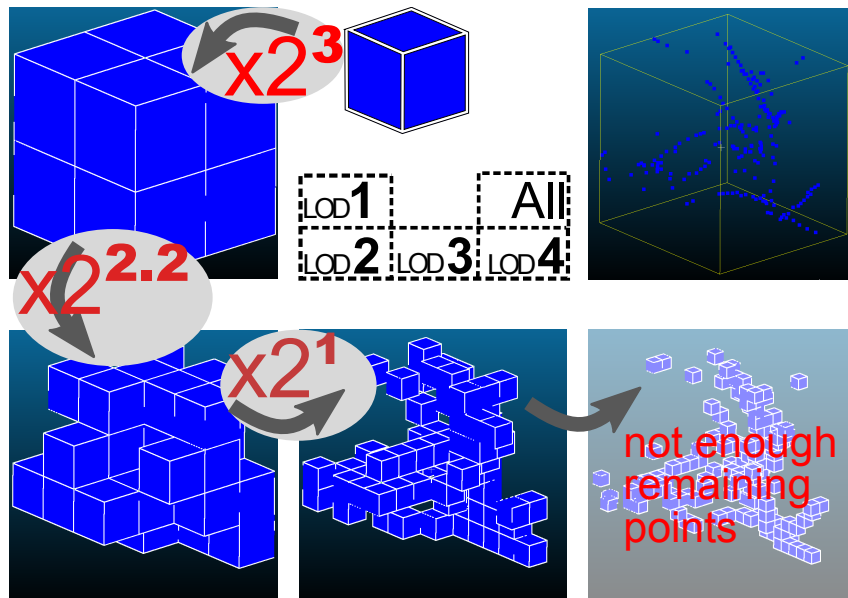 x2³
LOD1 All
LOD2 LOD3 LOD4
x2²·²
x2¹
not enough
remaining
points